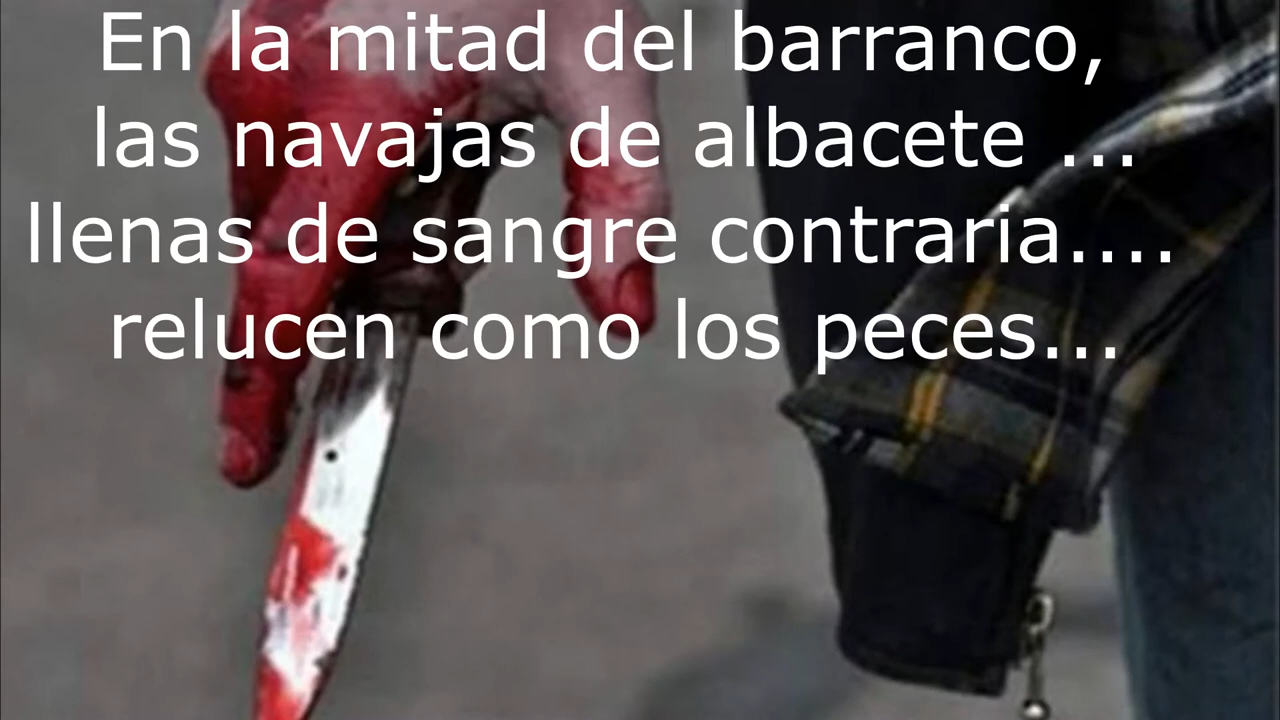 En la mitad del barranco,
las navajas de albacete ...
llenas de sangre contraria....
relucen como los peces...